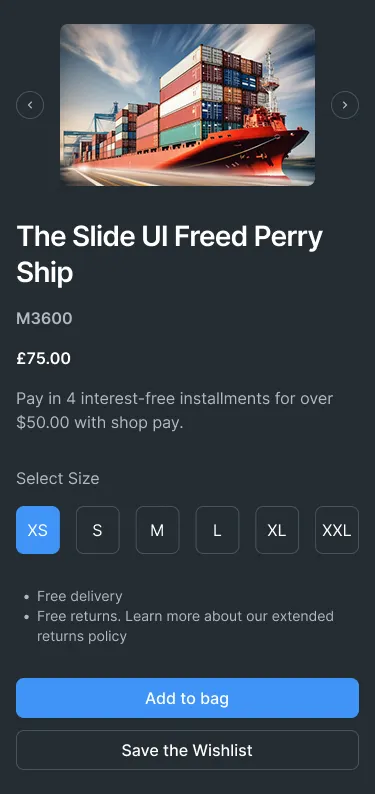 The Slide UI Freed Perry
Ship
M3600
£75.00
Pay in 4 interest-free installments for over
$50.00 with shop pay.
Select Size
XS S M L XL XXL
• Free delivery
• Free returns. Learn more about our extended
returns policy
Add to bag
Save the Wishlist